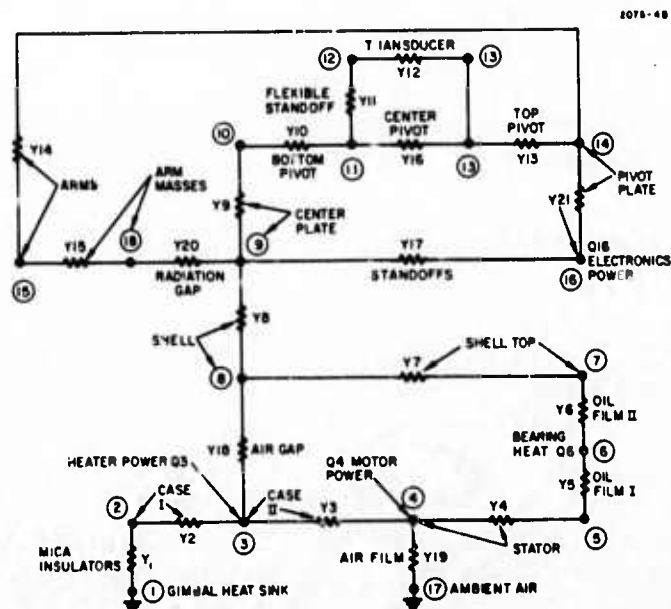 2075-4B
12 T IANSDUCER 13
Y12
FLEXIBLE
STANDOFF
Y11
CENTER
PIVOT
TOP
PIVOT
10
Y10
BOTTOM
PIVOT
11
Y16
13
Y13
14
PIVOT
PLATE
Y14
ARMS
ARM
MASSES
Y9
CENTER
PLATE
Y21
Y15
18
Y20
9
Y17
Q16
ELECTRONICS
POWER
15
RADIATION
GAP
STANDOFFS
16
Y8
SHELL
8
SHELL TOP
Y7
7
Y6
OIL
FILM II
Y18
AIR GAP
BEARING
HEAT Q6
6
HEATER POWER Q3
Q4 MOTOR
POWER
Y5
OIL
FILM I
CASE
I
CASE
II
2
Y2
3
Y3
4
Y4
5
STATOR
MICA
INSULATORS
Y1
AIR FILM
Y19
1 GIMBAL HEAT SINK
17 AMBIENT AIR